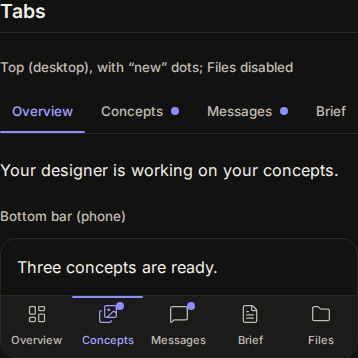 Tabs
Top (desktop), with “new” dots; Files disabled
Overview Concepts Messages Brief
Your designer is working on your concepts.
Bottom bar (phone)
Three concepts are ready.
Overview Concepts Messages Brief Files